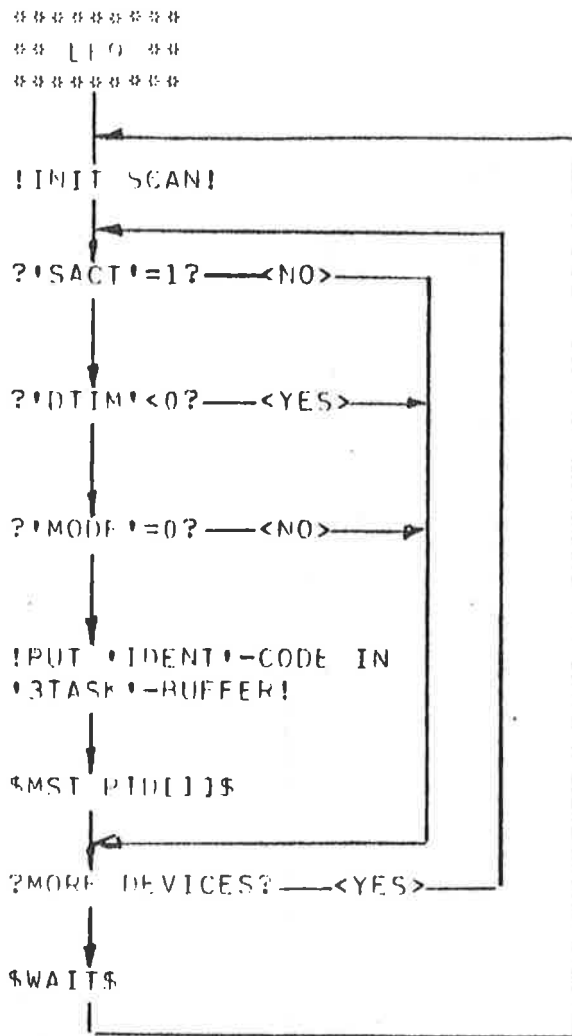 #########
## ##
#########
!INIT SCAN!
?'SACT'=1?——<NO>
?'DTIM'<0?——<YES>
?'MODE'=0?——<NO>
!PUT 'IDENT'-CODE IN
'3TASK'-BUFFER!
$MST PID[]]$
?MORE DEVICES?——<YES>
$WAIT$